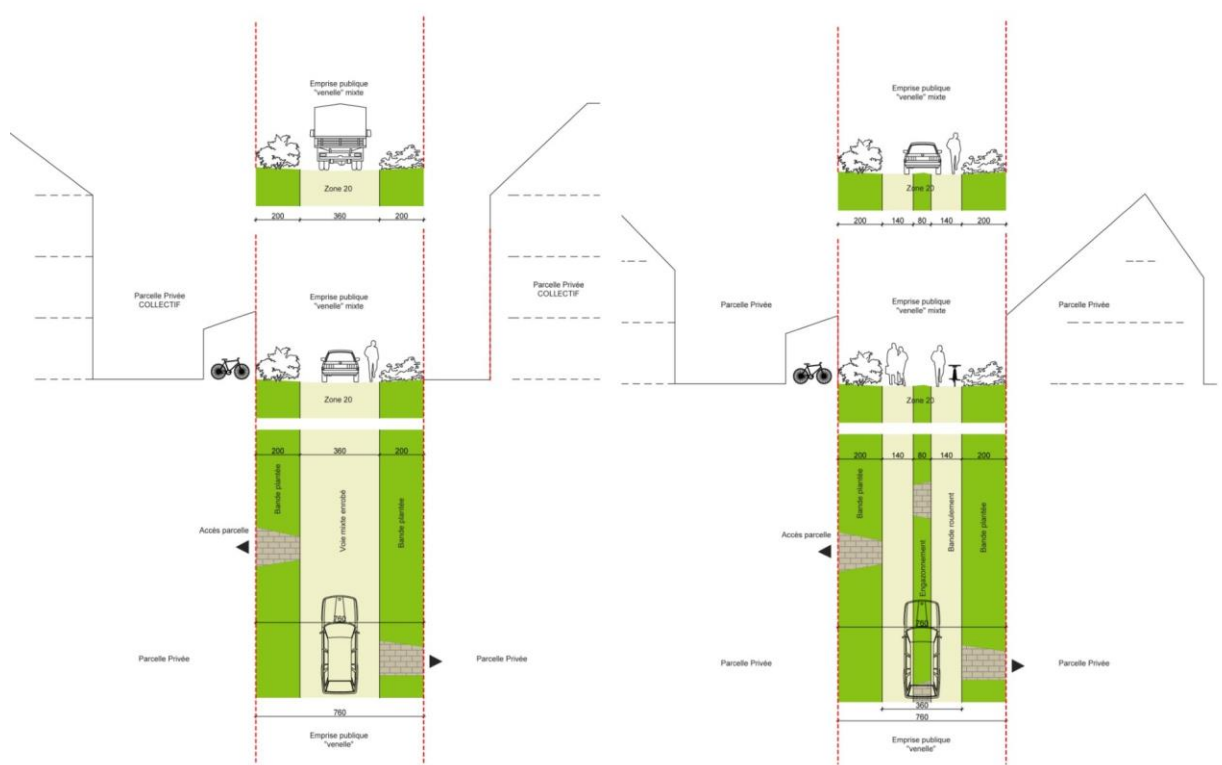 Emprise publique
"venelle" mixte
Zone 20
200 360 200
Parcelle Privée
COLLECTIF
Emprise publique
"venelle" mixte
Parcelle Privée
COLLECTIF
Zone 20
200 360 200
Bande plantée
Voie mixte enrobé
Bande plantée
Accès parcelle
760
Parcelle Privée
Parcelle Privée
760
Emprise publique
"venelle"
Emprise publique
"venelle" mixte
Zone 20
200 140 80 140 200
Parcelle Privée
Emprise publique
"venelle" mixte
Parcelle Privée
Zone 20
200 140 80 140 200
Bande plantée
Engazonnement
Bande roulement
Bande plantée
Accès parcelle
760
Parcelle Privée
Parcelle Privée
360
760
Emprise publique
"venelle"